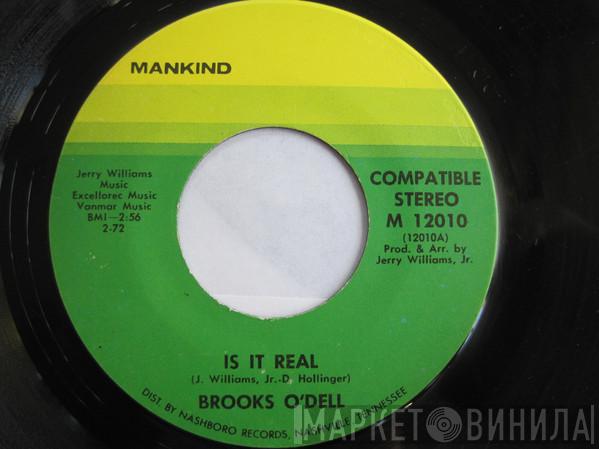 MANKIND
Jerry Williams
Music
Excellorec Music
Vanmar Music
BMI—2:56
2-72
COMPATIBLE
STEREO
M 12010
(12010A)
Prod. & Arr. by
Jerry Williams, Jr.
IS IT REAL
(J. Williams, Jr.-D. Hollinger)
BROOKS O'DELL
DIST. BY NASHBORO RECORDS, NASHVILLE, TENNESSEE
МАРКЕТ ВИНИЛА